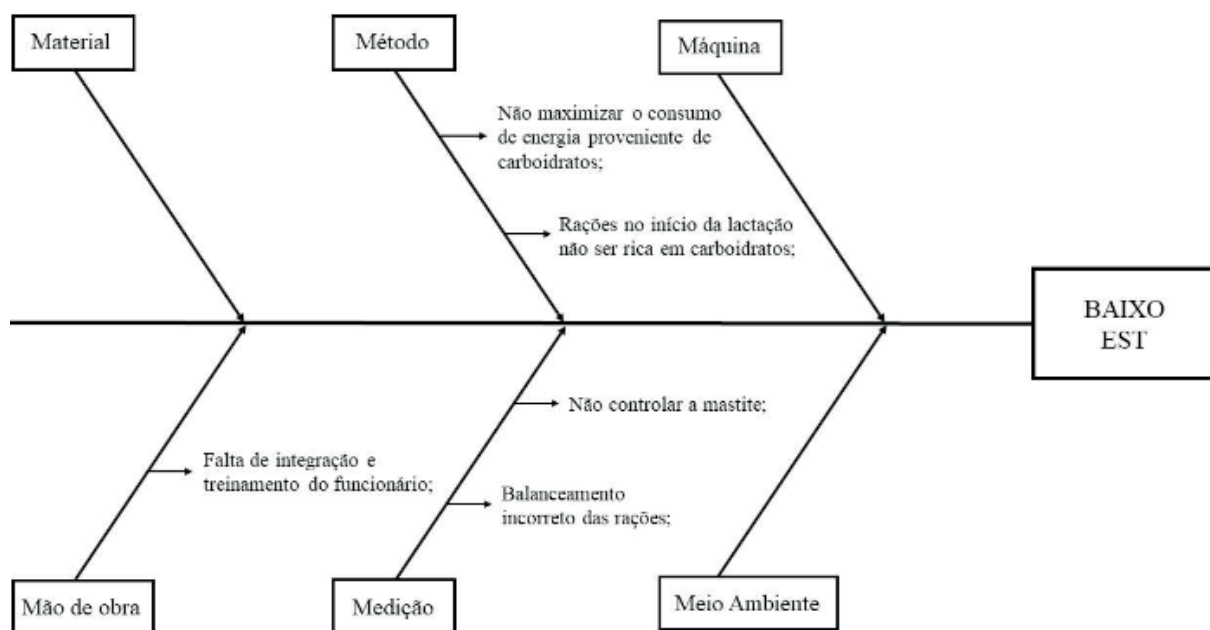 Material
Método
Máquina
Não maximizar o consumo
de energia proveniente de
carboidratos;
Rações no início da lactação
não ser rica em carboidratos;
BAIXO
EST
Não controlar a mastite;
Falta de integração e
treinamento do funcionário;
Balanceamento
incorreto das rações;
Mão de obra
Medição
Meio Ambiente